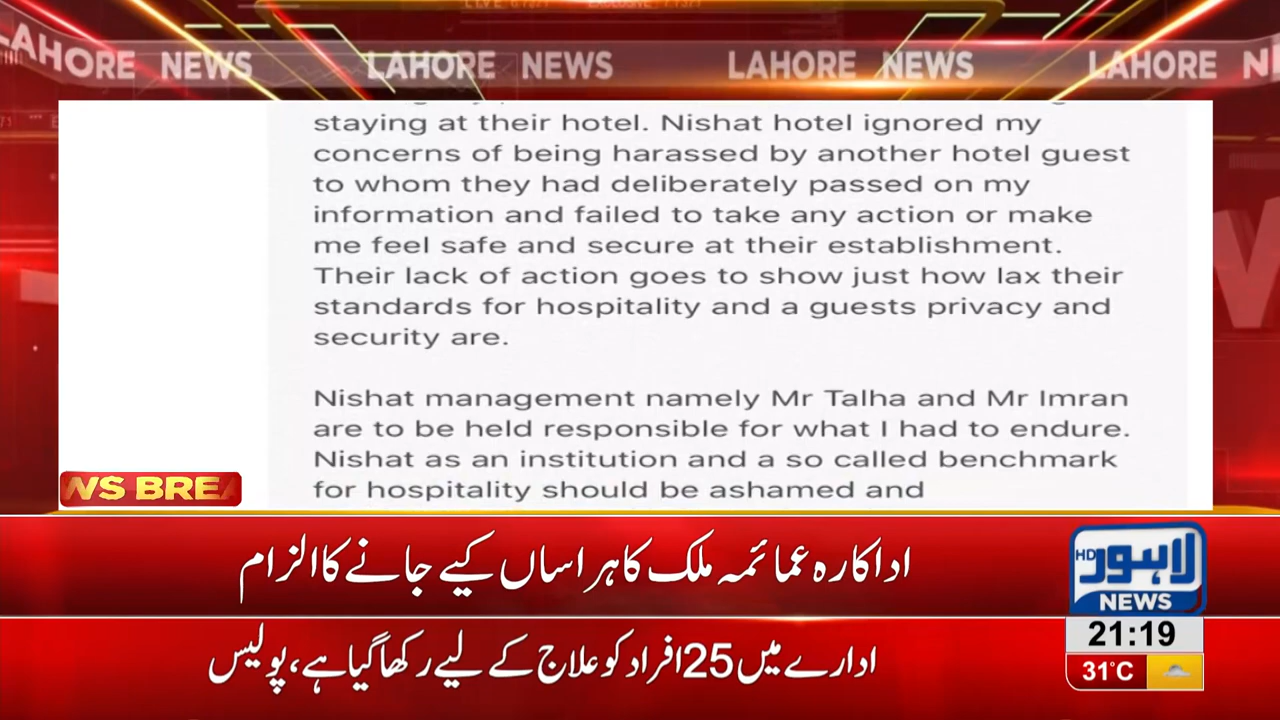 LAHORE NEWS LAHORE NEWS LAHORE NEWS LAHORE
staying at their hotel. Nishat hotel ignored my
concerns of being harassed by another hotel guest
to whom they had deliberately passed on my
information and failed to take any action or make
me feel safe and secure at their establishment.
Their lack of action goes to show just how lax their
standards for hospitality and a guests privacy and
security are.
Nishat management namely Mr Talha and Mr Imran
are to be held responsible for what I had to endure.
Nishat as an institution and a so called benchmark
for hospitality should be ashamed and
WS BREA
اداکارہ عمائمہ ملک کا ہراساں کیے جانے کا الزام
HD لاہور
NEWS
21:19
ادارے میں 25 افراد کو علاج کے لیے رکھا گیا ہے، پولیس
31°C